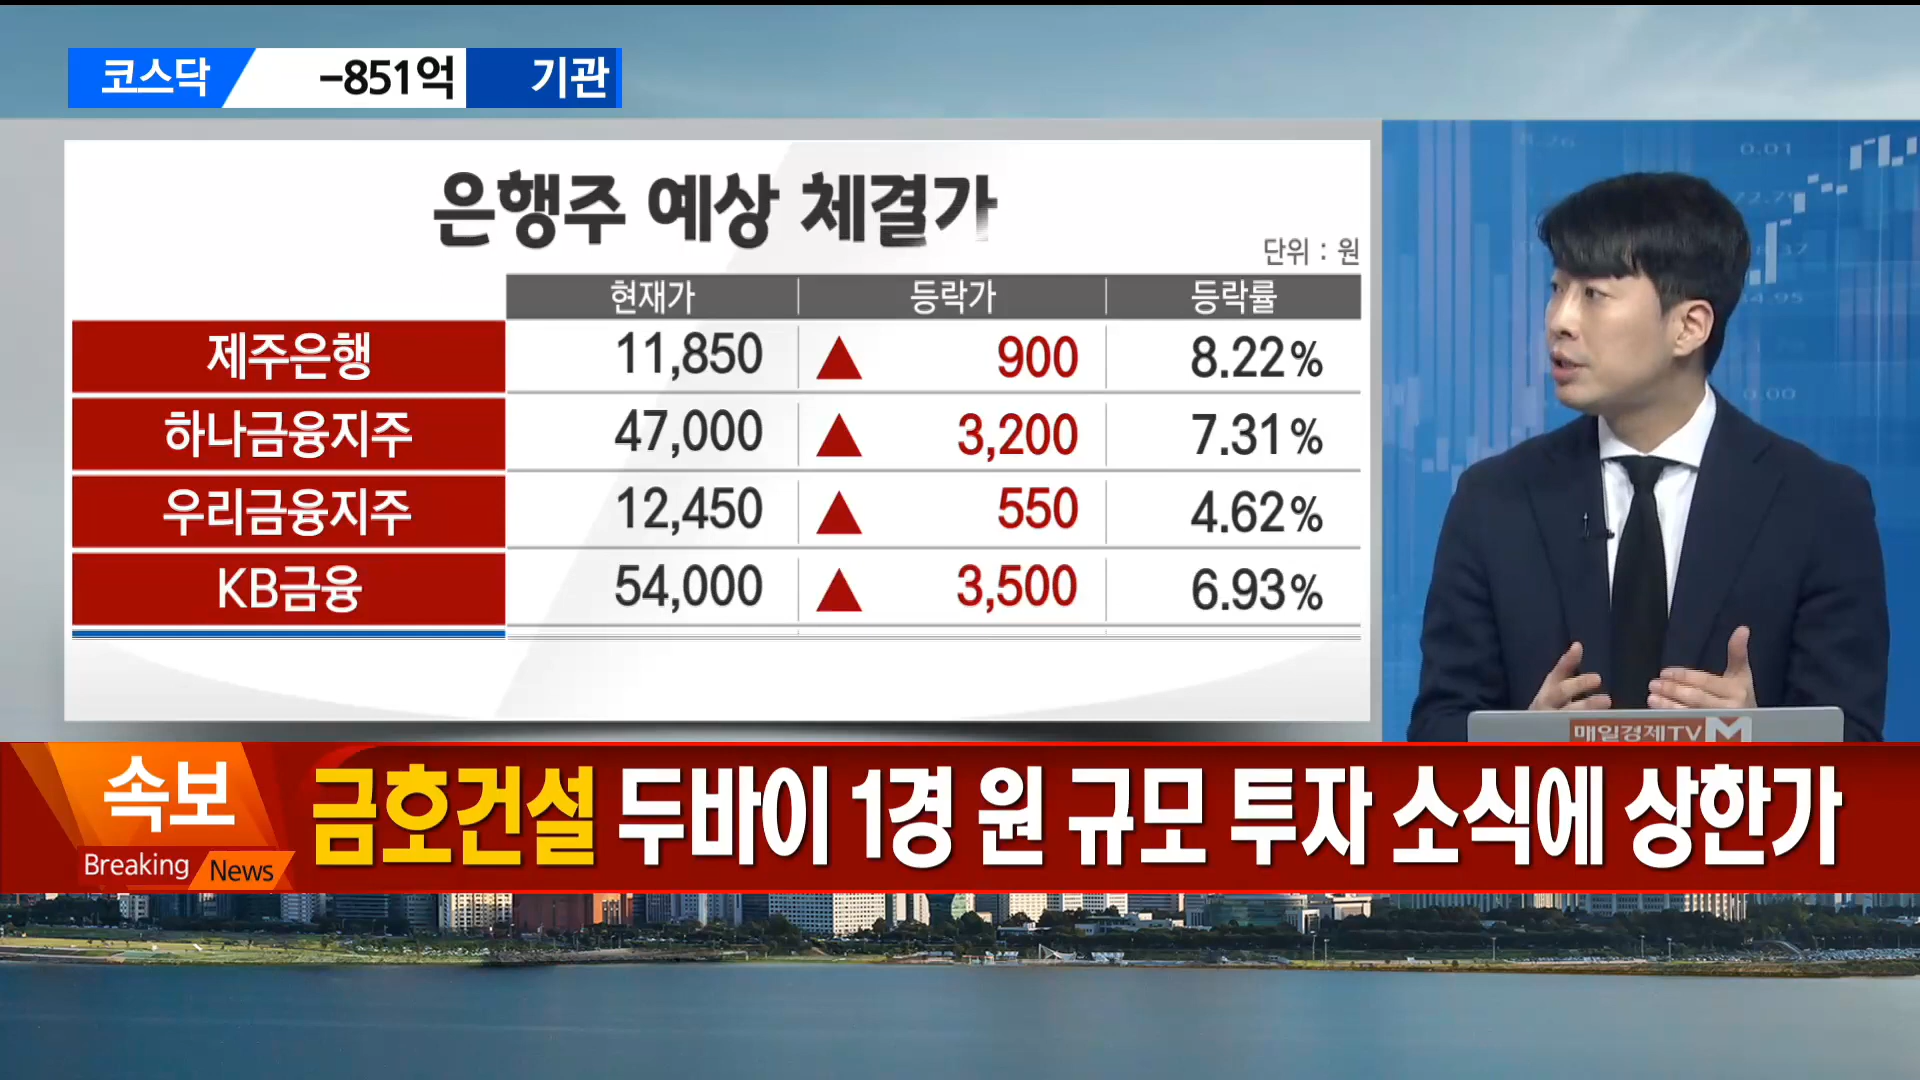 코스닥 -851억 기관
은행주 예상 체결가
단위 : 원
현재가 등락가 등락률
제주은행 11,850 ▲ 900 8.22%
하나금융지주 47,000 ▲ 3,200 7.31%
우리금융지주 12,450 ▲ 550 4.62%
KB금융 54,000 ▲ 3,500 6.93%
0.01
매일경제TV M
속보 금호건설 두바이 1경 원 규모 투자 소식에 상한가
Breaking News